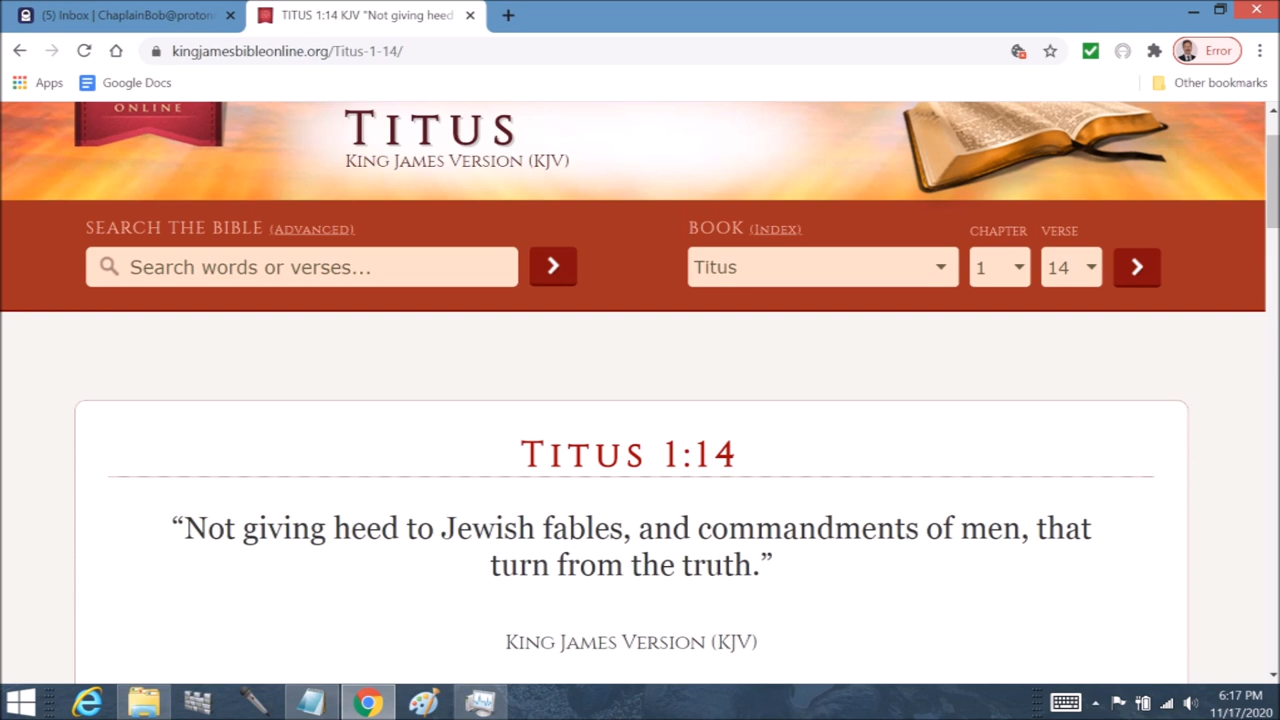 (5) Inbox | ChaplainBob@proton
TITUS 1:14 KJV "Not giving heed
kingjamesbibleonline.org/Titus-1-14/
Error
Apps
Google Docs
Other bookmarks
ONLINE
TITUS
KING JAMES VERSION (KJV)
SEARCH THE BIBLE (ADVANCED)
BOOK (INDEX)
CHAPTER
VERSE
Search words or verses...
Titus
1
14
TITUS 1:14
“Not giving heed to Jewish fables, and commandments of men, that
turn from the truth.”
KING JAMES VERSION (KJV)
6:17 PM
11/17/2020